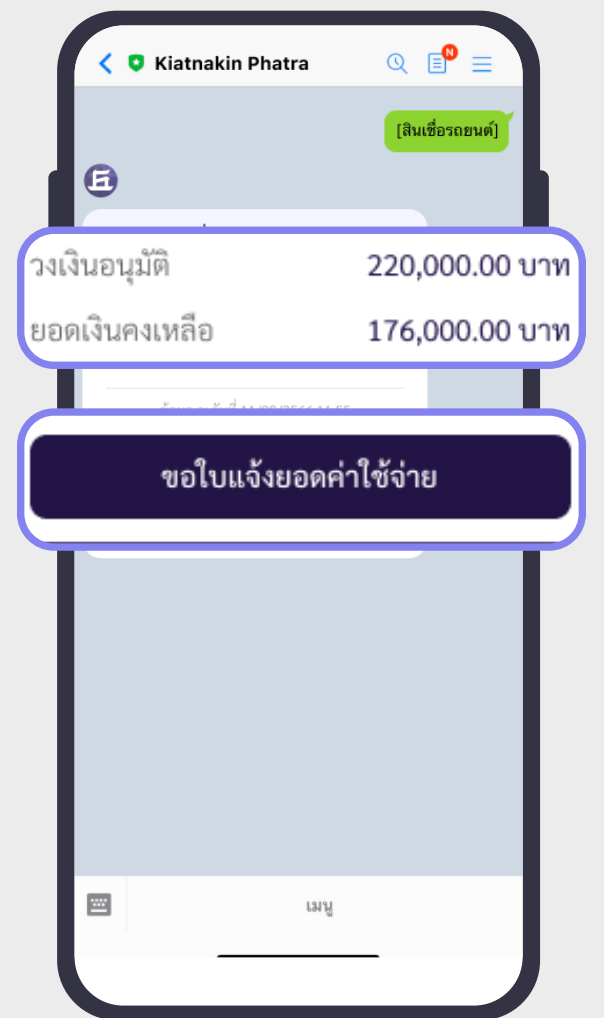 Kiatnakin Phatra
N
[สินเชื่อรถยนต์]
วงเงินอนุมัติ 220,000.00 บาท
ยอดเงินคงเหลือ 176,000.00 บาท
ขอใบแจ้งยอดค่าใช้จ่าย
เมนู